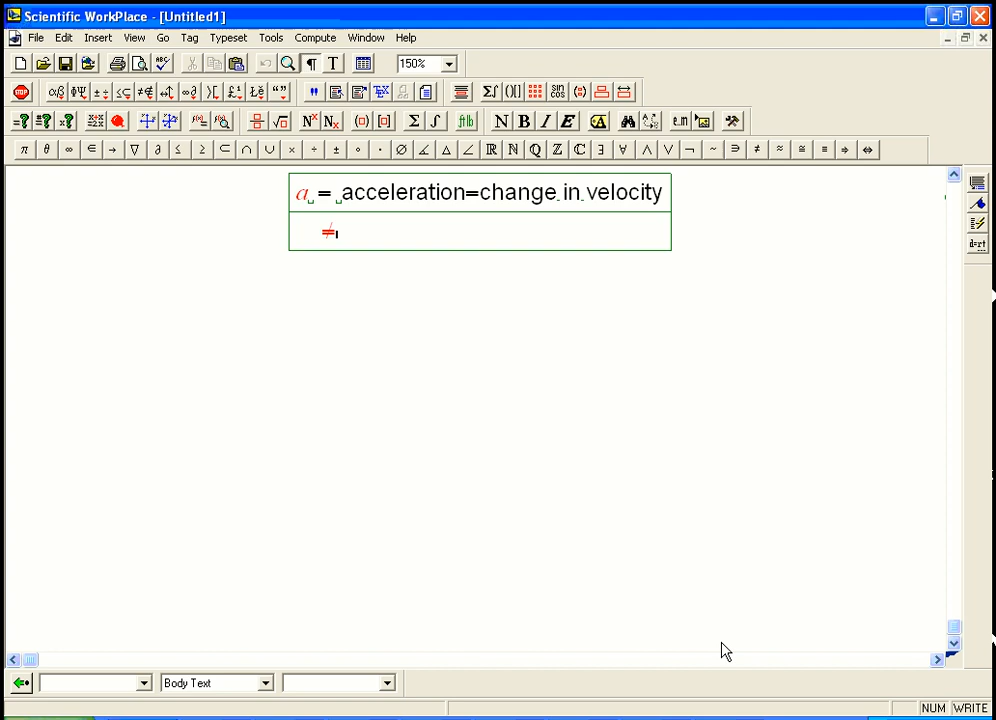 Scientific WorkPlace - [Untitled1]
File Edit Insert View Go Tag Typeset Tools Compute Window Help
150%
π θ ∞ ∈ → ∇ ∂ ≤ ≥ ⊂ ∩ ∪ × ÷ ± ∘ · ∅ ∡ △ ∠ ℝ ℕ ℚ ℤ ℂ ∃ ∀ ∧ ∨ ¬ ~ ∋ ≠ ≈ ≅ ≡ ⇒ ⇔
a = acceleration=change in velocity
≠
Body Text
NUM WRITE